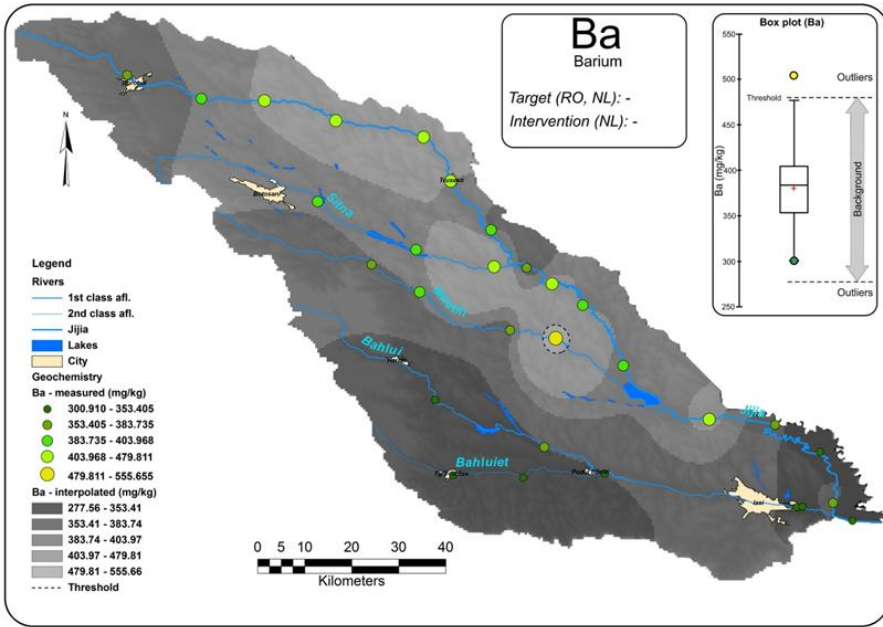 Ba
Barium
Target (RO, NL): -
Intervention (NL): -
Box plot (Ba)
550
500
450
400
350
300
250
Ba (mg/kg)
Outliers
Threshold
Background
Outliers
N
Sitna
Miletin
Bahlui
Bahluiet
Jijia
Iasi
Legend
Rivers
1st class afl.
2nd class afl.
Jijia
Lakes
City
Geochemistry
Ba - measured (mg/kg)
300.910 - 353.405
353.405 - 383.735
383.735 - 403.968
403.968 - 479.811
479.811 - 555.655
Ba - interpolated (mg/kg)
277.56 - 353.41
353.41 - 383.74
383.74 - 403.97
403.97 - 479.81
479.81 - 555.66
Threshold
0 5 10 20 30 40
Kilometers